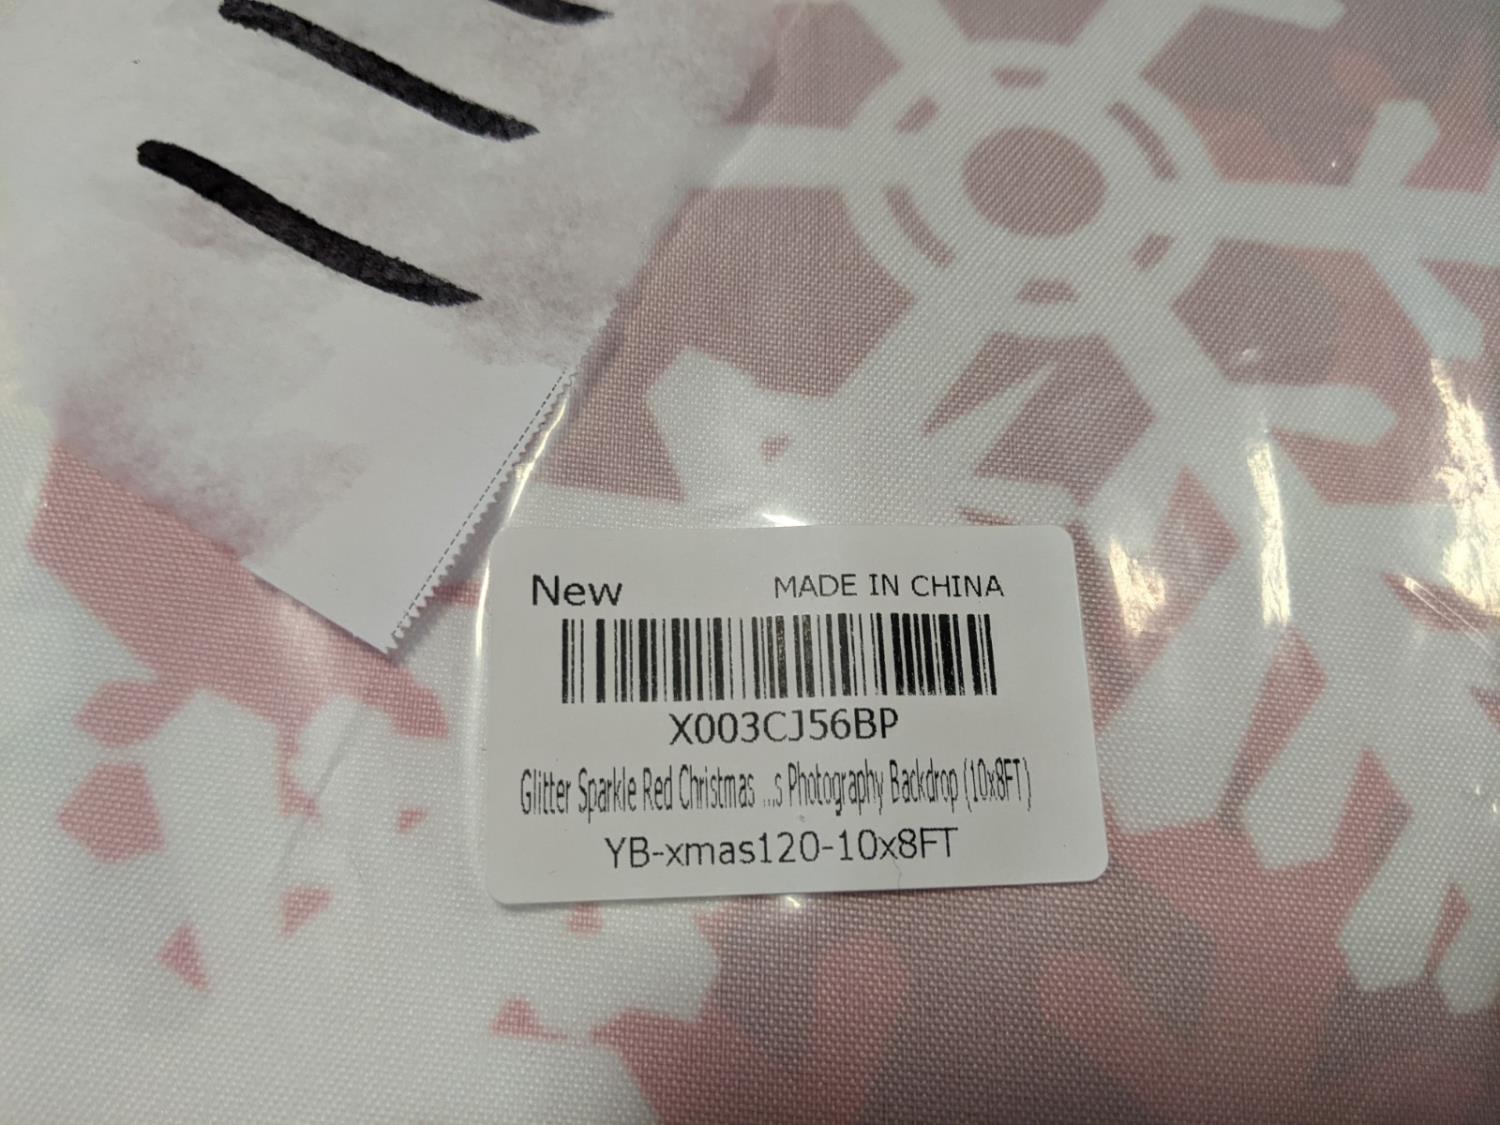 New
MADE IN CHINA
X003CJ56BP
Glitter Sparkle Red Christmas ...s Photography Backdrop (10x8FT)
YB-xmas120-10x8FT